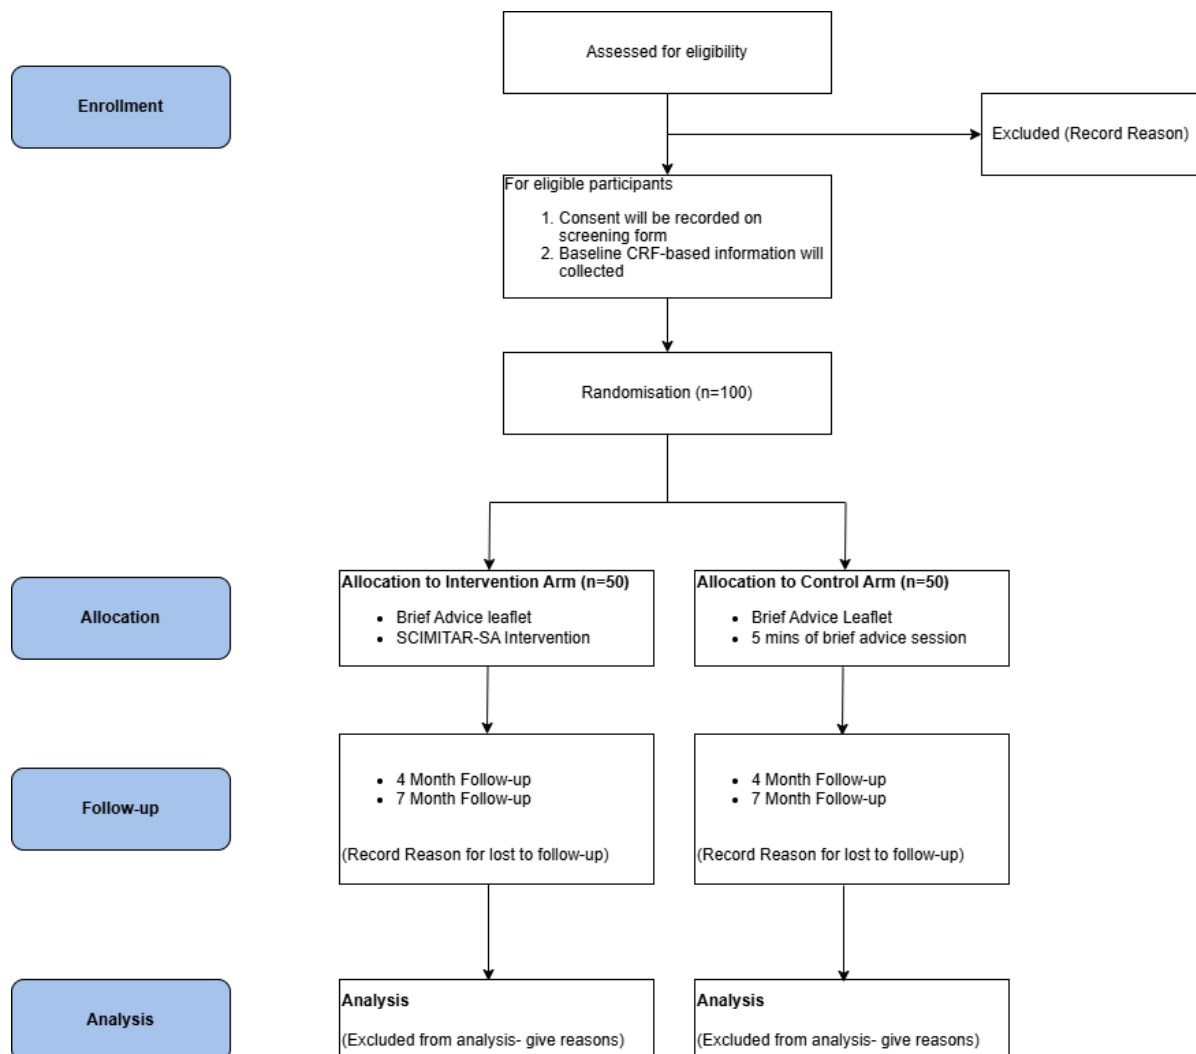 Assessed for eligibility
Enrollment
Excluded (Record Reason)
For eligible participants
1. Consent will be recorded on
screening form
2. Baseline CRF-based information will
collected
Randomisation (n=100)
Allocation
Allocation to Intervention Arm (n=50)
• Brief Advice leaflet
• SCIMITAR-SA Intervention
Allocation to Control Arm (n=50)
• Brief Advice Leaflet
• 5 mins of brief advice session
Follow-up
• 4 Month Follow-up
• 7 Month Follow-up
(Record Reason for lost to follow-up)
• 4 Month Follow-up
• 7 Month Follow-up
(Record Reason for lost to follow-up)
Analysis
Analysis
(Excluded from analysis- give reasons)
Analysis
(Excluded from analysis- give reasons)